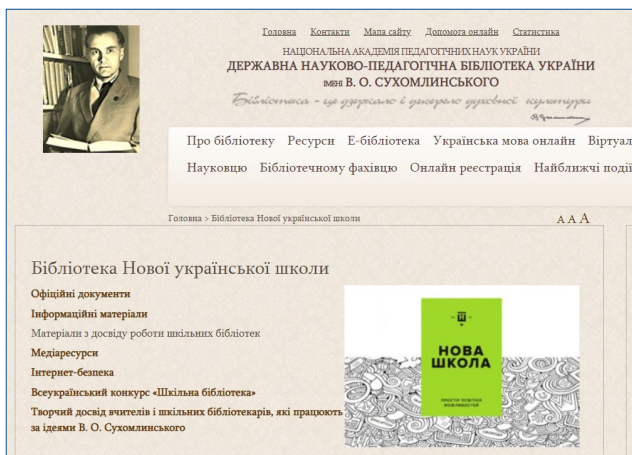 Головна Контакти Мапа сайту Допомога онлайн Статистика
НАЦІОНАЛЬНА АКАДЕМІЯ ПЕДАГОГІЧНИХ НАУК УКРАЇНИ
ДЕРЖАВНА НАУКОВО-ПЕДАГОГІЧНА БІБЛІОТЕКА УКРАЇНИ
ІМЕНІ В. О. СУХОМЛИНСЬКОГО
Бібліотека - це дзеркало і джерело духовної культури
Про бібліотеку Ресурси Е-бібліотека Українська мова онлайн Віртуал
Науковцю Бібліотечному фахівцю Онлайн реєстрація Найближчі події
Головна > Бібліотека Нової української школи
А А А
Бібліотека Нової української школи
Офіційні документи
Інформаційні матеріали
Матеріали з досвіду роботи шкільних бібліотек
Медіаресурси
Інтернет-безпека
Всеукраїнський конкурс «Шкільна бібліотека»
Творчий досвід вчителів і шкільних бібліотекарів, які працюють
за ідеями В. О. Сухомлинського
Н
НОВА
ШКОЛА
ПРОСТІР ОСВІТНІХ
МОЖЛИВОСТЕЙ